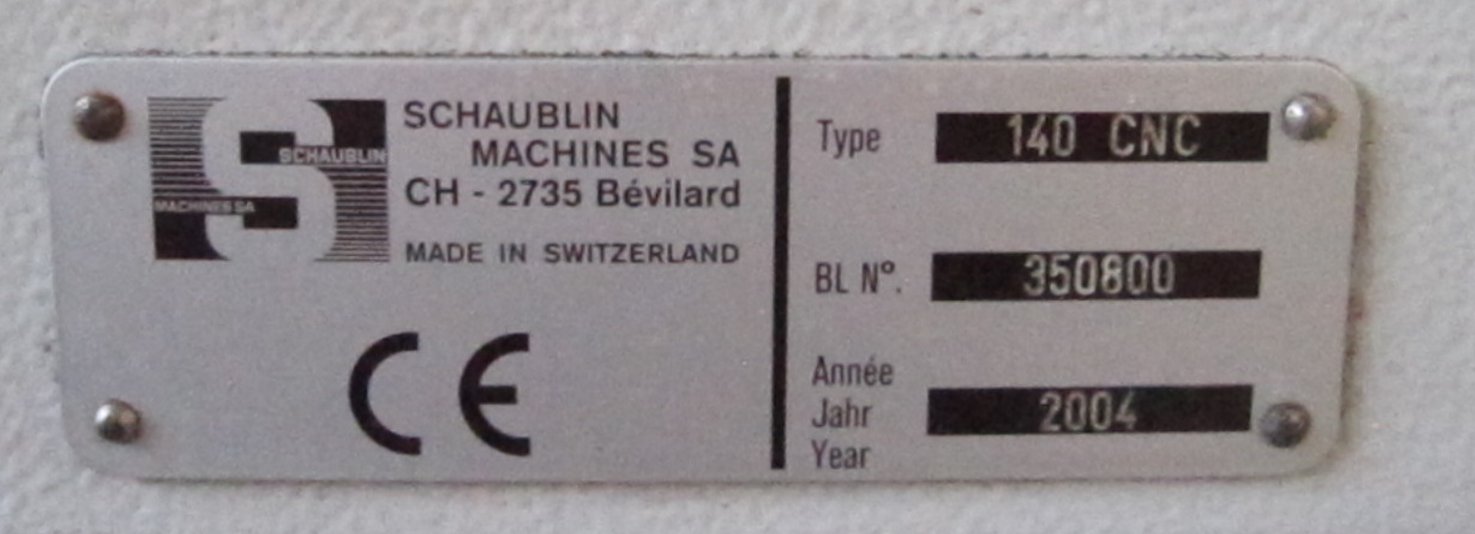 SCHAUBLIN
MACHINES SA
SCHAUBLIN
MACHINES SA
CH - 2735 Bévilard
MADE IN SWITZERLAND
CE
Type 140 CNC
BL Nº. 350800
Année
Jahr 2004
Year